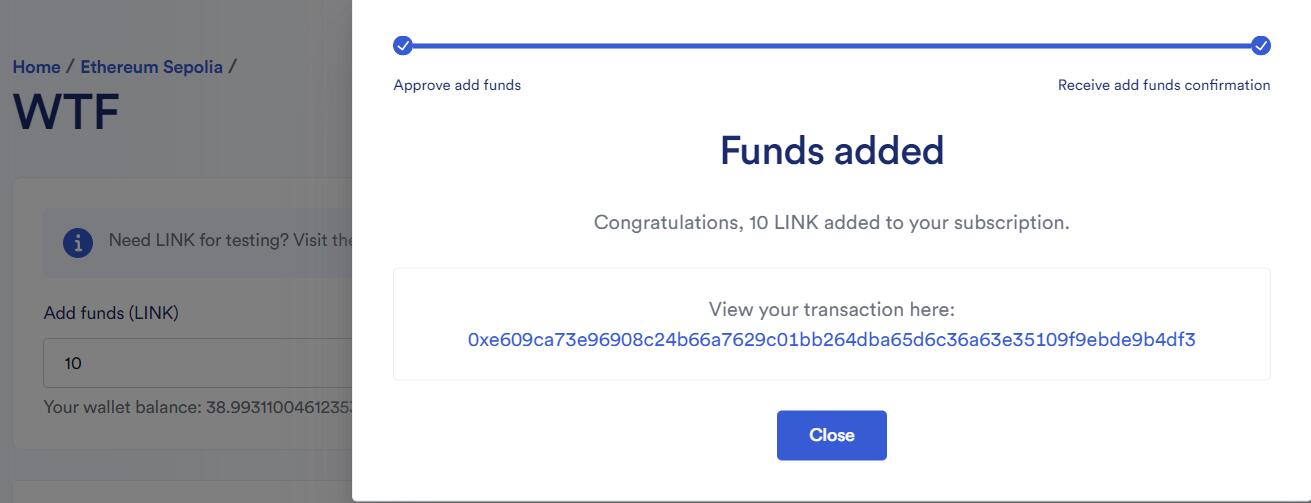 Home / Ethereum Sepolia /
WTF
Need LINK for testing? Visit the
Add funds (LINK)
10
Your wallet balance: 38.9931100461235
Approve add funds
Receive add funds confirmation
Funds added
Congratulations, 10 LINK added to your subscription.
View your transaction here:
0xe609ca73e96908c24b66a7629c01bb264dba65d6c36a63e35109f9ebde9b4df3
Close